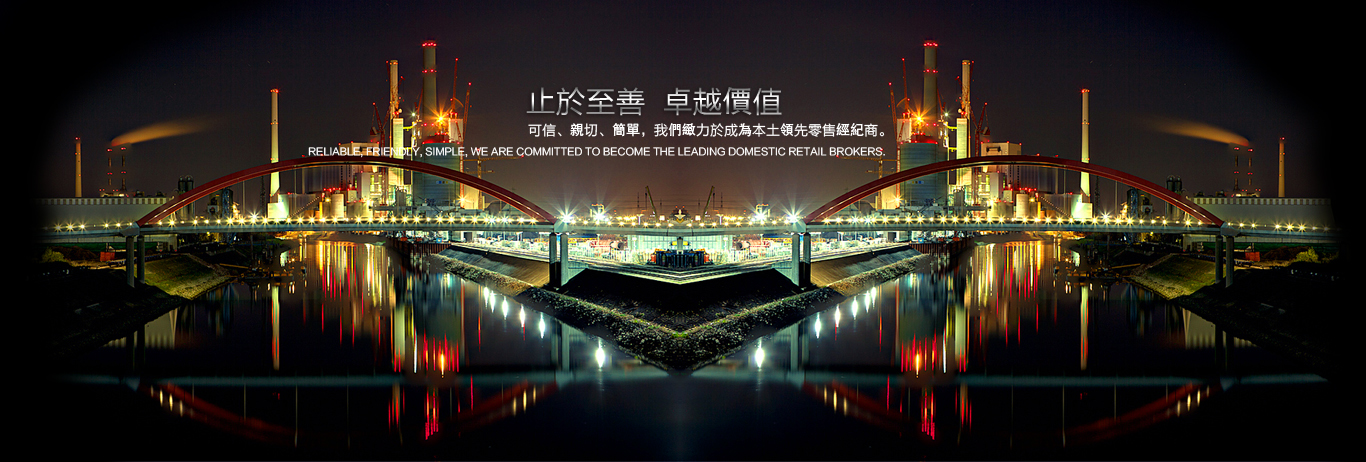 止於至善 卓越價值
可信、親切、簡單，我們緻力於成為本土領先零售經紀商。
RELIABLE, FRIENDLY, SIMPLE, WE ARE COMMITTED TO BECOME THE LEADING DOMESTIC RETAIL BROKERS.